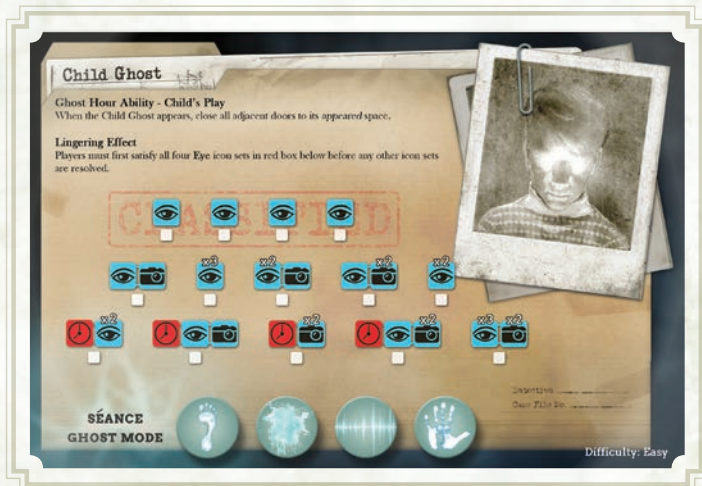 Child Ghost
Ghost Hour Ability - Child's Play
When the Child Ghost appears, close all adjacent doors to its appeared space.
Lingering Effect
Players must first satisfy all four Eye icon sets in red box below before any other icon sets
are resolved.
CLASSIFIED
x3 x2 x2 x2
x2 x2 x2 x3 x2
Detective
Case File No.
SÉANCE
GHOST MODE
Difficulty: Easy